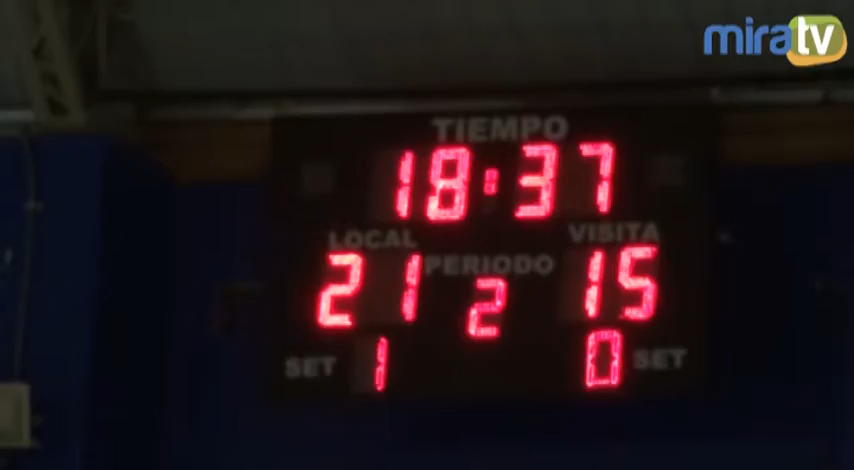 miratv
TIEMPO
18:37
LOCAL VISITA
21 PERIODO 15
2
SET 1 0 SET